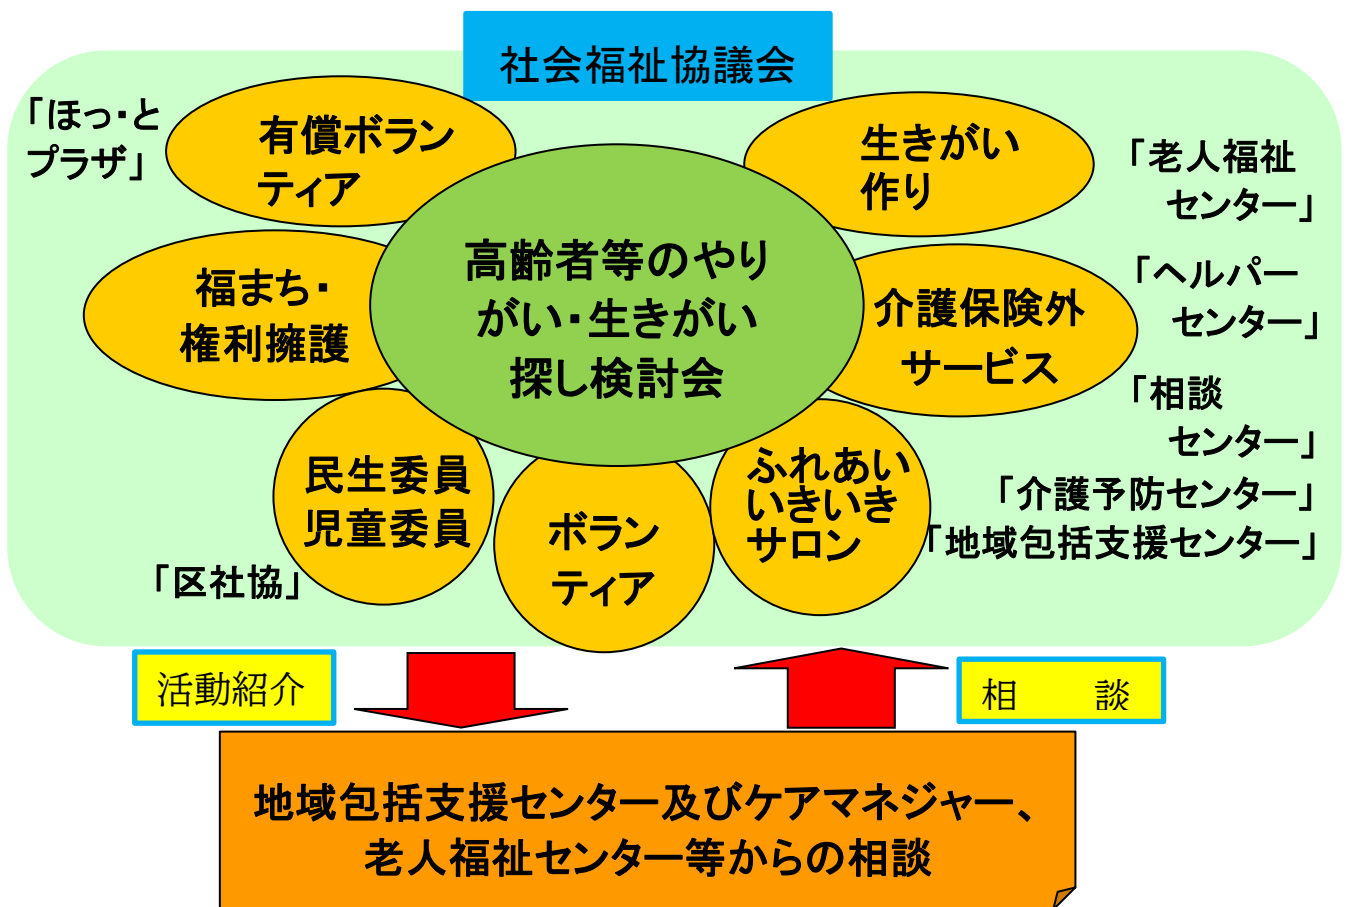 社会福祉協議会
「ほっ・と
プラザ」
有償ボラン
ティア
生きがい
作り
「老人福祉
センター」
高齢者等のやり
がい・生きがい
探し検討会
福まち・
権利擁護
介護保険外
サービス
「ヘルパー
センター」
「相談
センター」
民生委員
児童委員
ボラン
ティア
ふれあい
いきいき
サロン
「介護予防センター」
「地域包括支援センター」
「区社協」
活動紹介
相　　談
地域包括支援センター及びケアマネジャー、
老人福祉センター等からの相談